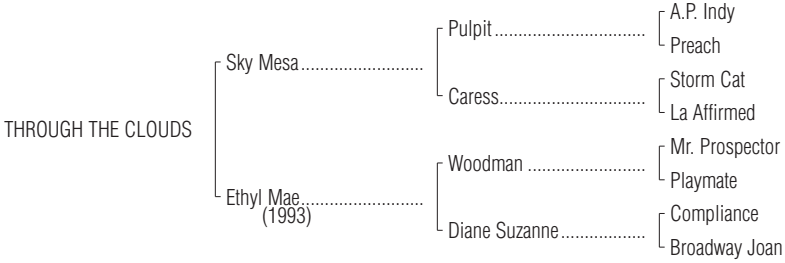 A.P. Indy
Pulpit..............................
Preach
Sky Mesa........................
Storm Cat
Caress.............................
La Affirmed
THROUGH THE CLOUDS
Mr. Prospector
Woodman ........................
Playmate
Ethyl Mae........................
(1993)
Compliance
Diane Suzanne.................
Broadway Joan